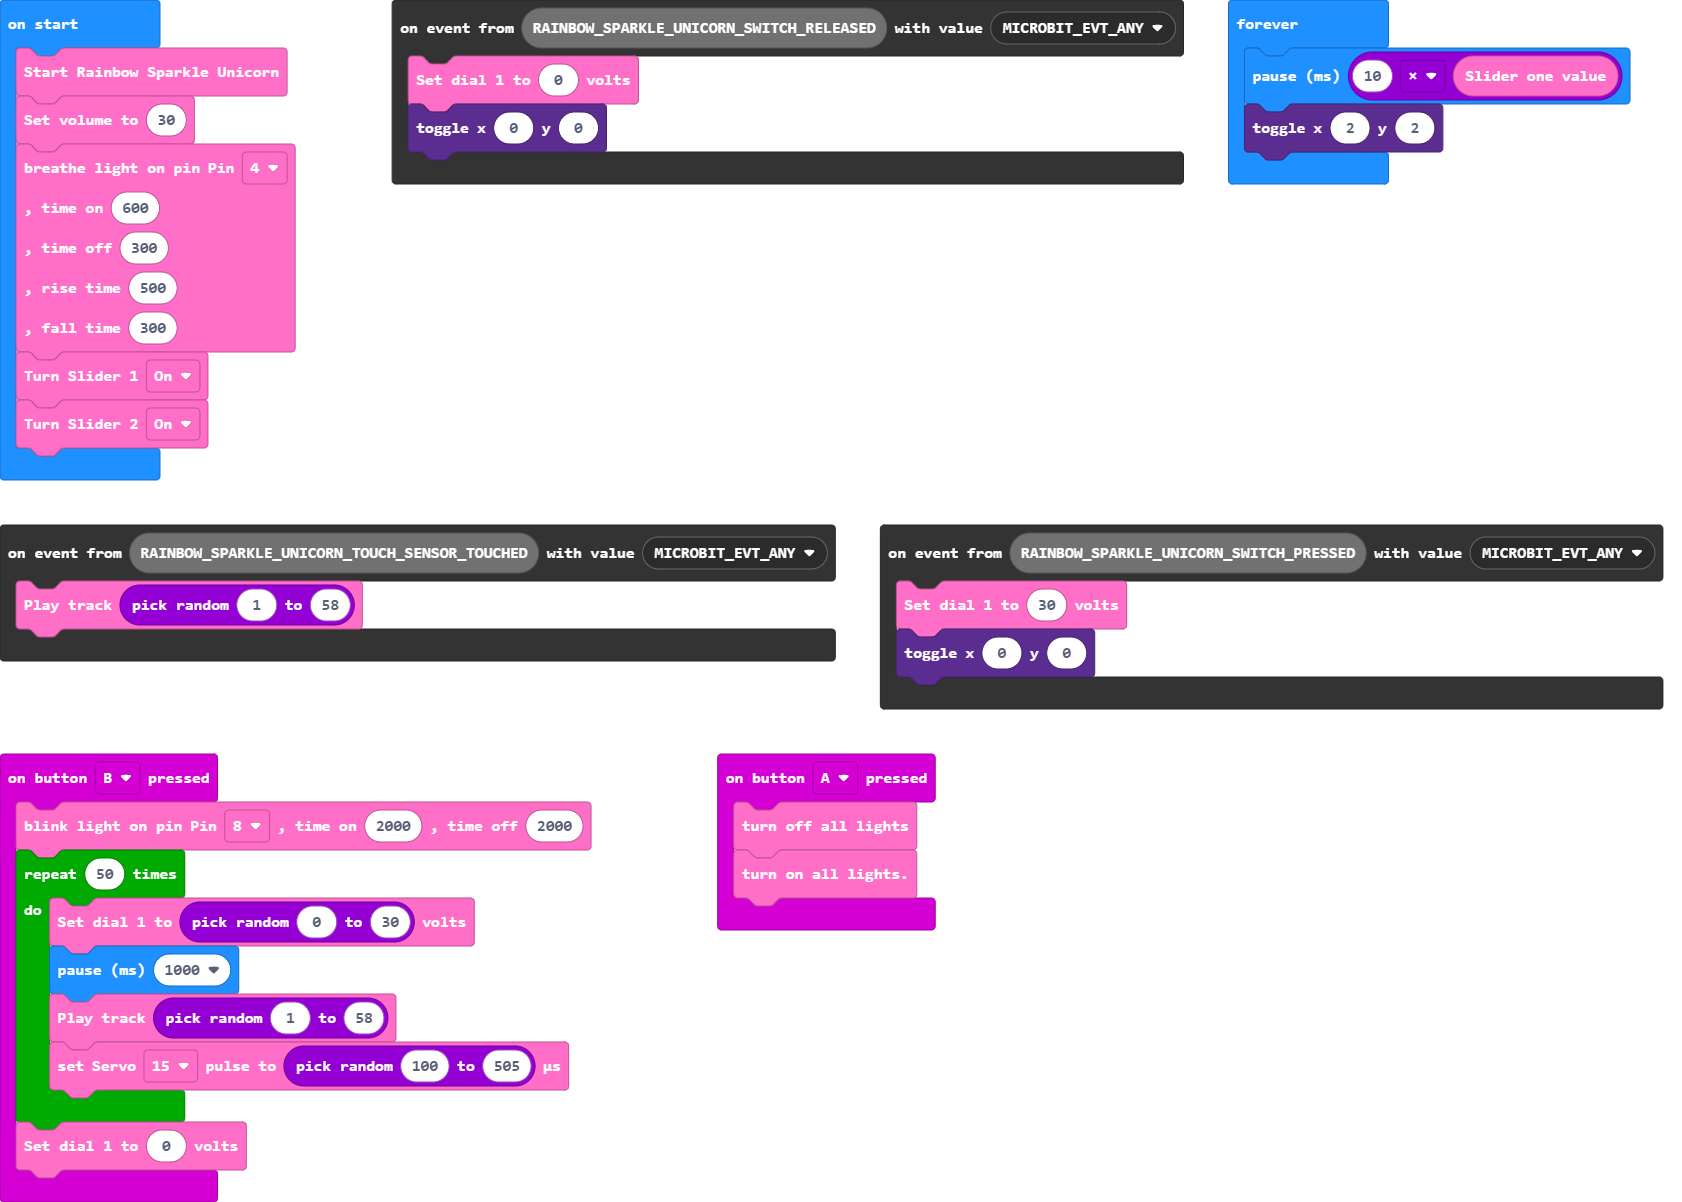 on start
Start Rainbow Sparkle Unicorn
Set volume to 30
breathe light on pin Pin 4
, time on 600
, time off 300
, rise time 500
, fall time 300
Turn Slider 1 On
Turn Slider 2 On
on event from RAINBOW_SPARKLE_UNICORN_SWITCH_RELEASED with value MICROBIT_EVT_ANY
Set dial 1 to 0 volts
toggle x 0 y 0
forever
pause (ms) 10 × Slider one value
toggle x 2 y 2
on event from RAINBOW_SPARKLE_UNICORN_TOUCH_SENSOR_TOUCHED with value MICROBIT_EVT_ANY
Play track pick random 1 to 58
on event from RAINBOW_SPARKLE_UNICORN_SWITCH_PRESSED with value MICROBIT_EVT_ANY
Set dial 1 to 30 volts
toggle x 0 y 0
on button B pressed
blink light on pin Pin 8 , time on 2000 , time off 2000
repeat 50 times
do
Set dial 1 to pick random 0 to 30 volts
pause (ms) 1000
Play track pick random 1 to 58
set Servo 15 pulse to pick random 100 to 505 µs
Set dial 1 to 0 volts
on button A pressed
turn off all lights
turn on all lights.